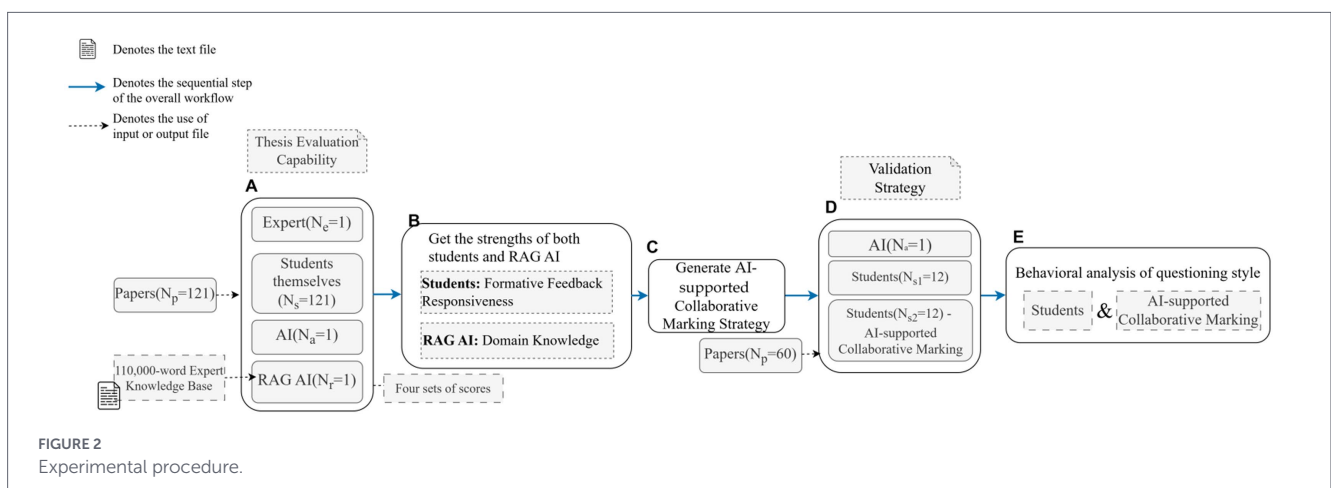 Denotes the text file
Denotes the sequential step
of the overall workflow
Denotes the use of
input or output file
Thesis Evaluation
Capability
A
Expert(Nₑ=1)
Students
themselves
(Nₛ=121)
AI(Nₐ=1)
RAG AI(Nᵣ=1)
Papers(Nₚ=121)
110,000-word Expert
Knowledge Base
Four sets of scores
B
Get the strengths of both
students and RAG AI
Students: Formative Feedback
Responsiveness
RAG AI: Domain Knowledge
C
Generate AI-
supported
Collaborative
Marking Strategy
Validation
Strategy
D
AI(Nₐ=1)
Students(Nₛ₁=12)
Students(Nₛ₂=12) -
AI-supported
Collaborative Marking
Papers(Nₚ=60)
E
Behavioral analysis of questioning style
Students & AI-supported
Collaborative Marking
FIGURE 2
Experimental procedure.